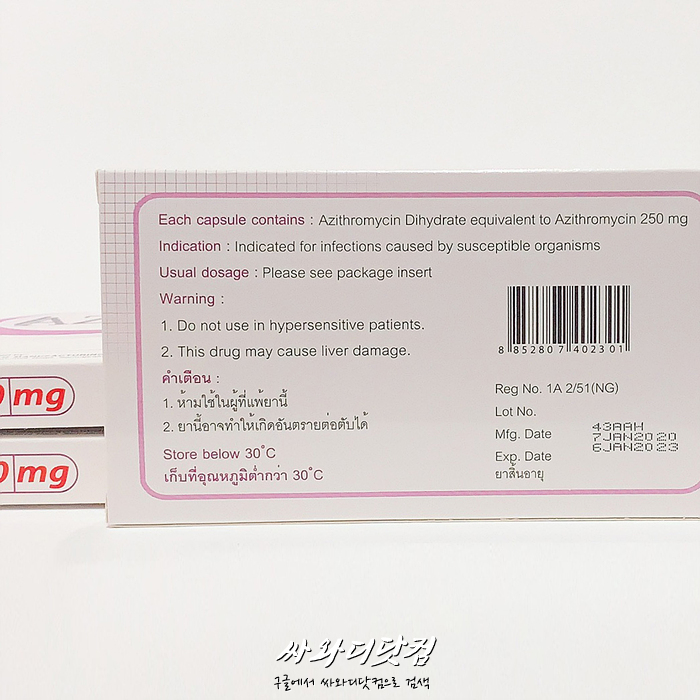 Each capsule contains : Azithromycin Dihydrate equivalent to Azithromycin 250 mg
Indication : Indicated for infections caused by susceptible organisms
Usual dosage : Please see package insert
Warning :
1. Do not use in hypersensitive patients.
2. This drug may cause liver damage.
คำเตือน :
1. ห้ามใช้ในผู้ที่แพ้ยานี้
2. ยานี้อาจทำให้เกิดอันตรายต่อตับได้
Store below 30°C
เก็บที่อุณหภูมิต่ำกว่า 30°C
8 852807 402301
Reg No. 1A 2/51(NG)
Lot No. 43AAH
Mfg. Date 7JAN2020
Exp. Date 6JAN2023
ยาสิ้นอายุ
0 mg
0 mg
싸와디닷컴
구글에서 싸와디닷컴으로 검색